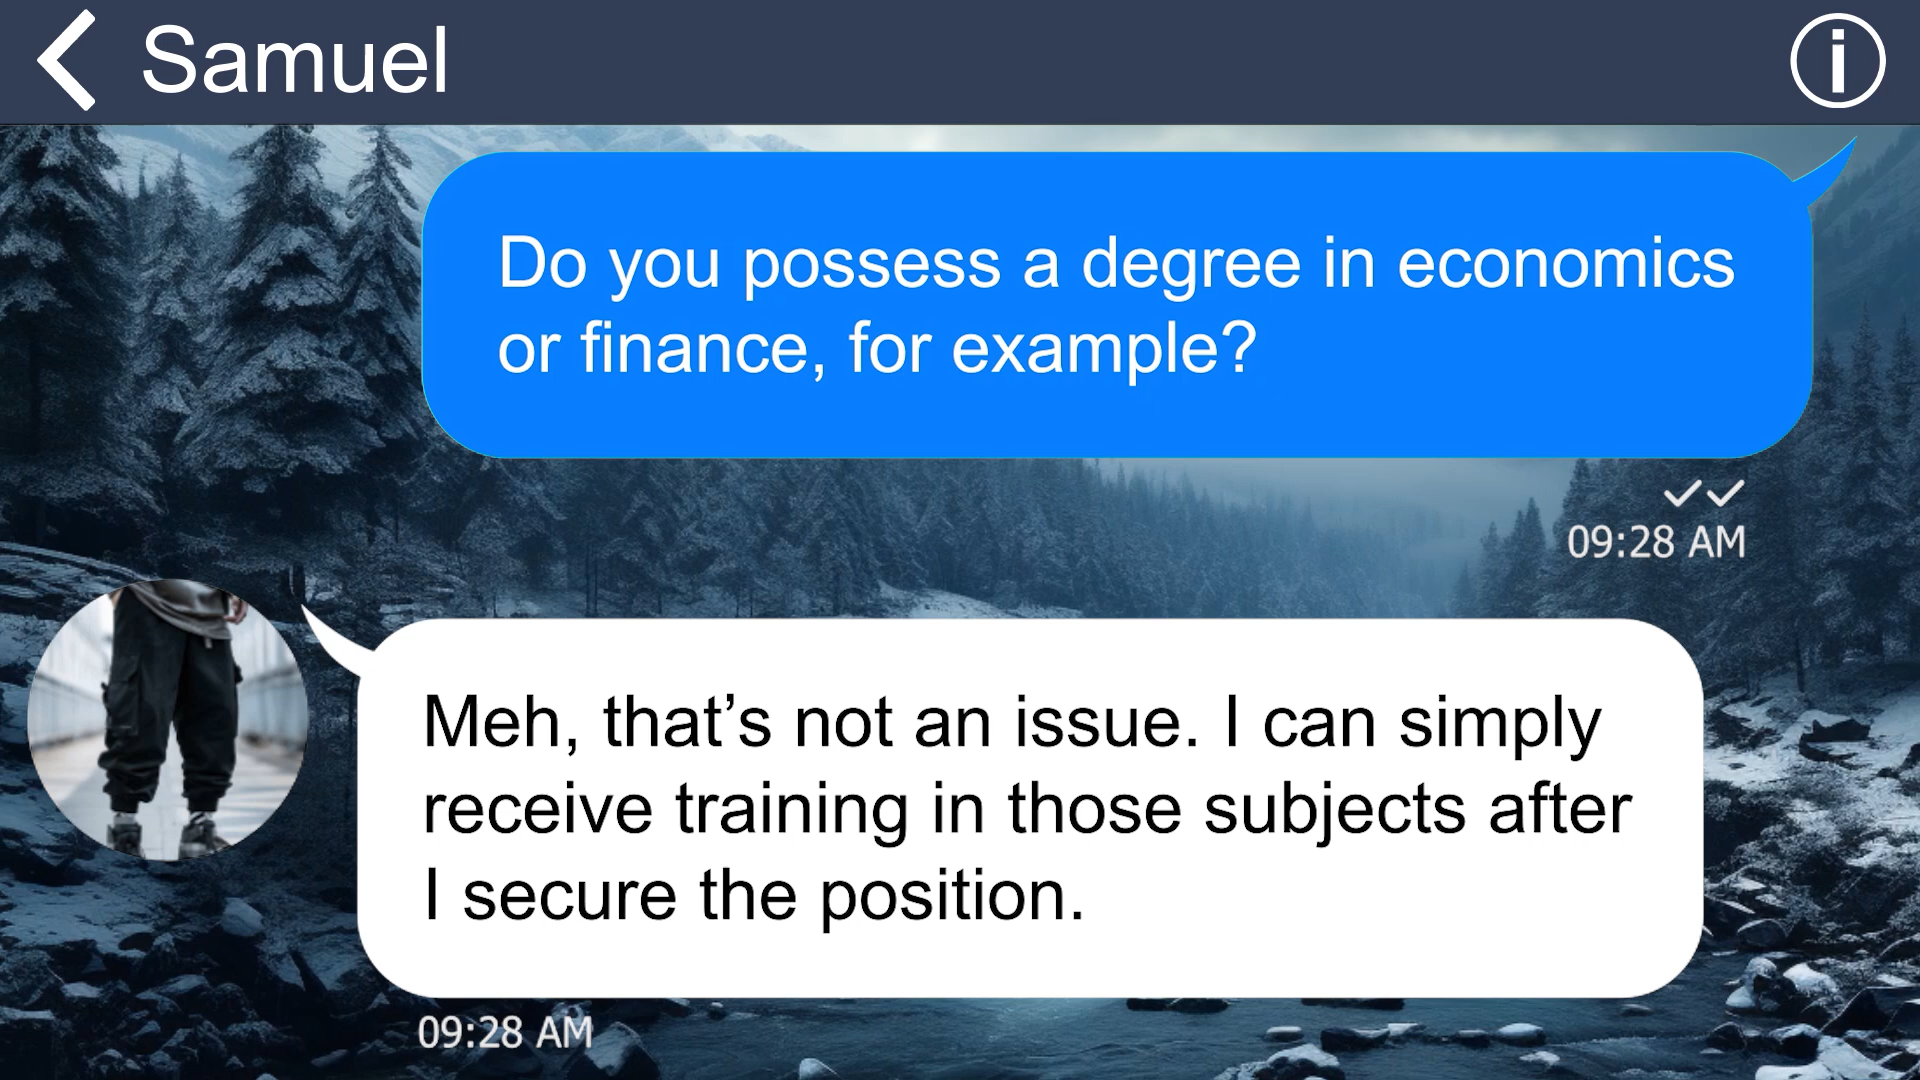 Samuel
Do you possess a degree in economics
or finance, for example?
09:28 AM
Meh, that’s not an issue. I can simply
receive training in those subjects after
I secure the position.
09:28 AM